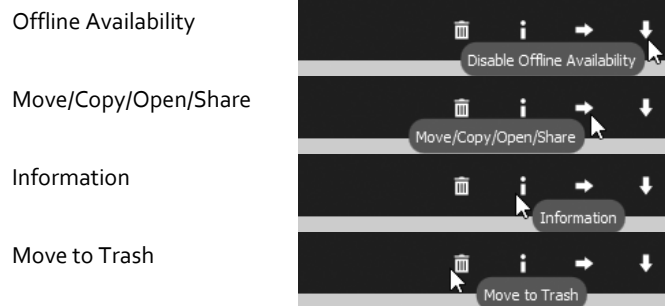 Offline Availability
Disable Offline Availability
Move/Copy/Open/Share
Move/Copy/Open/Share
Information
Information
Move to Trash
Move to Trash